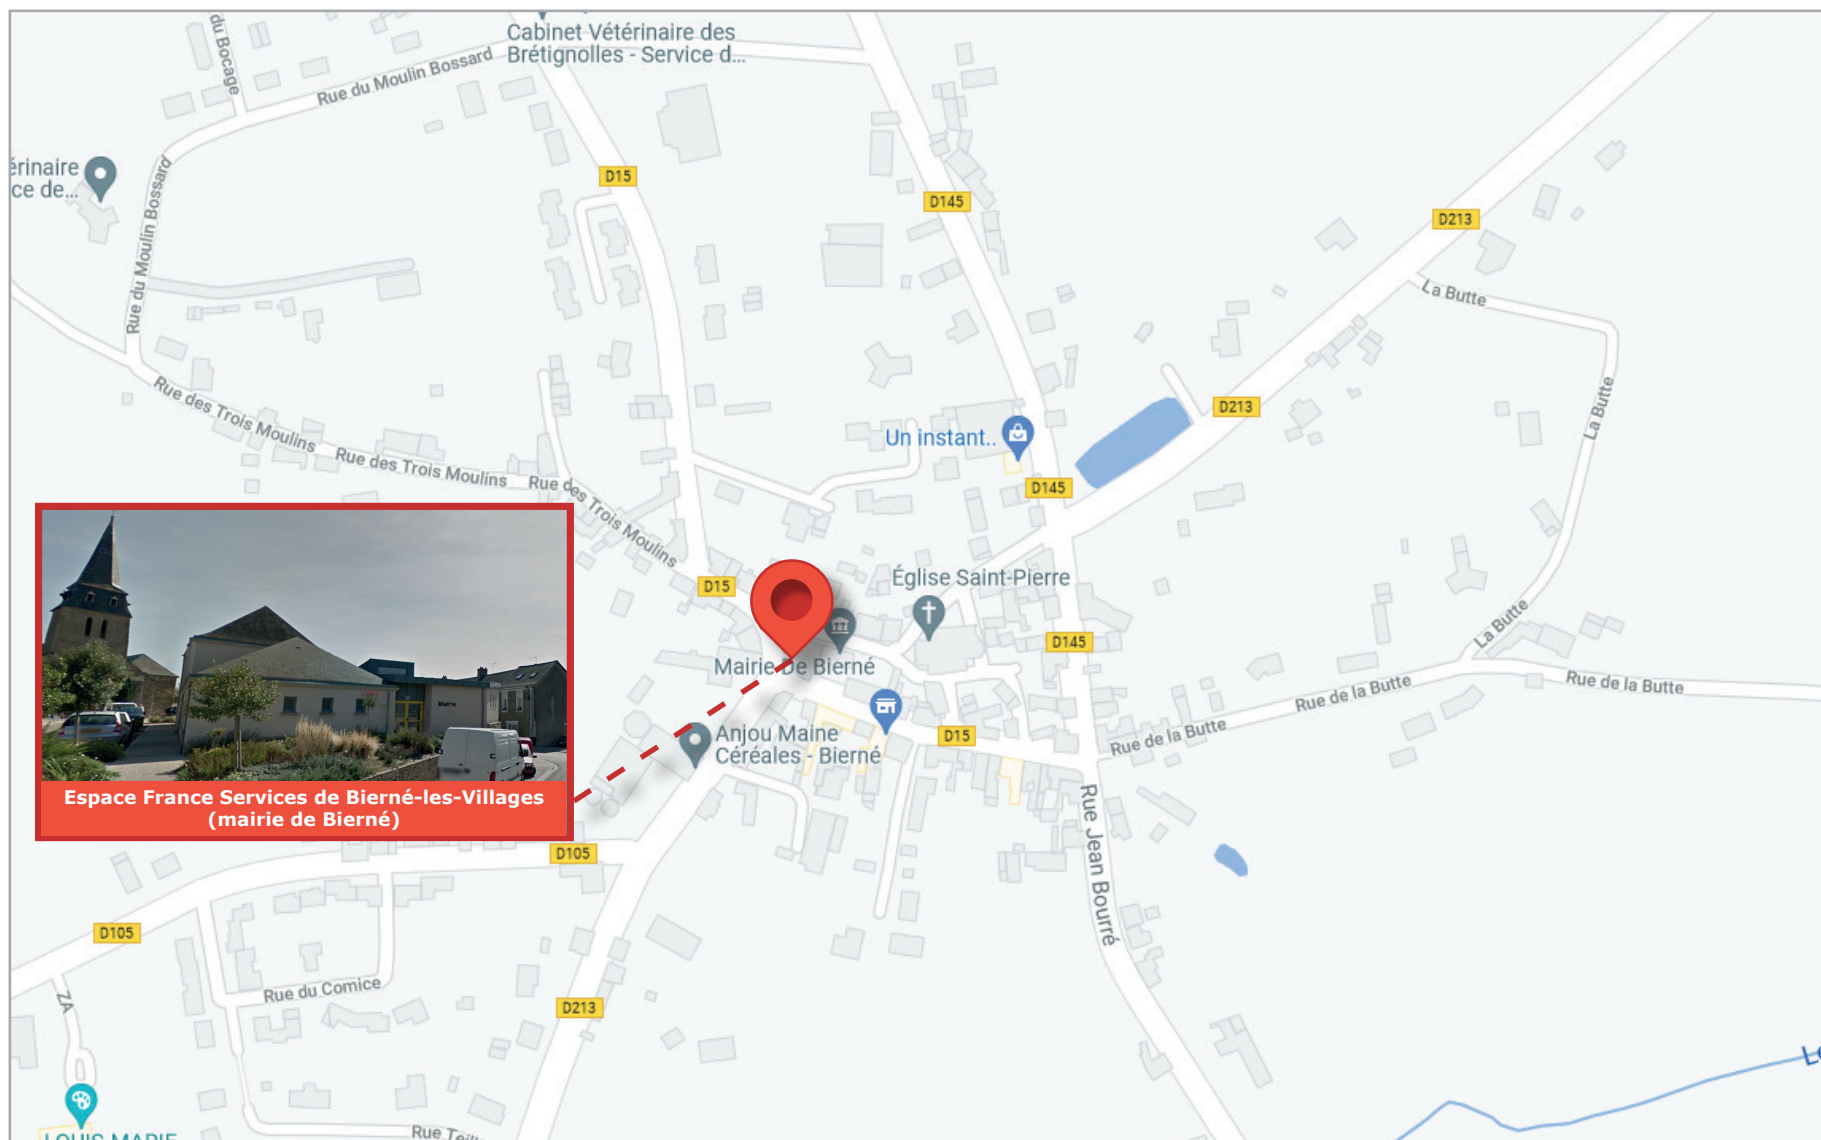 du Bocage
Cabinet Vétérinaire des
Brétignolles - Service d...
Rue du Moulin Bossard
érinaire
ce de...
Rue du Moulin Bossard
D15
D145
D213
La Butte
La Butte
Rue des Trois Moulins
Rue des Trois Moulins
Rue des Trois Moulins
Un instant..
D213
D145
D15
Église Saint-Pierre
La Butte
D145
Mairie De Bierné
Rue de la Butte
Rue de la Butte
Rue de la Butte
Anjou Maine
Céréales - Bierné
D15
Mairie
Espace France Services de Bierné-les-Villages
(mairie de Bierné)
D105
D105
Rue Jean Bourré
Rue du Comice
ZA
D213
LOUIS MARIE